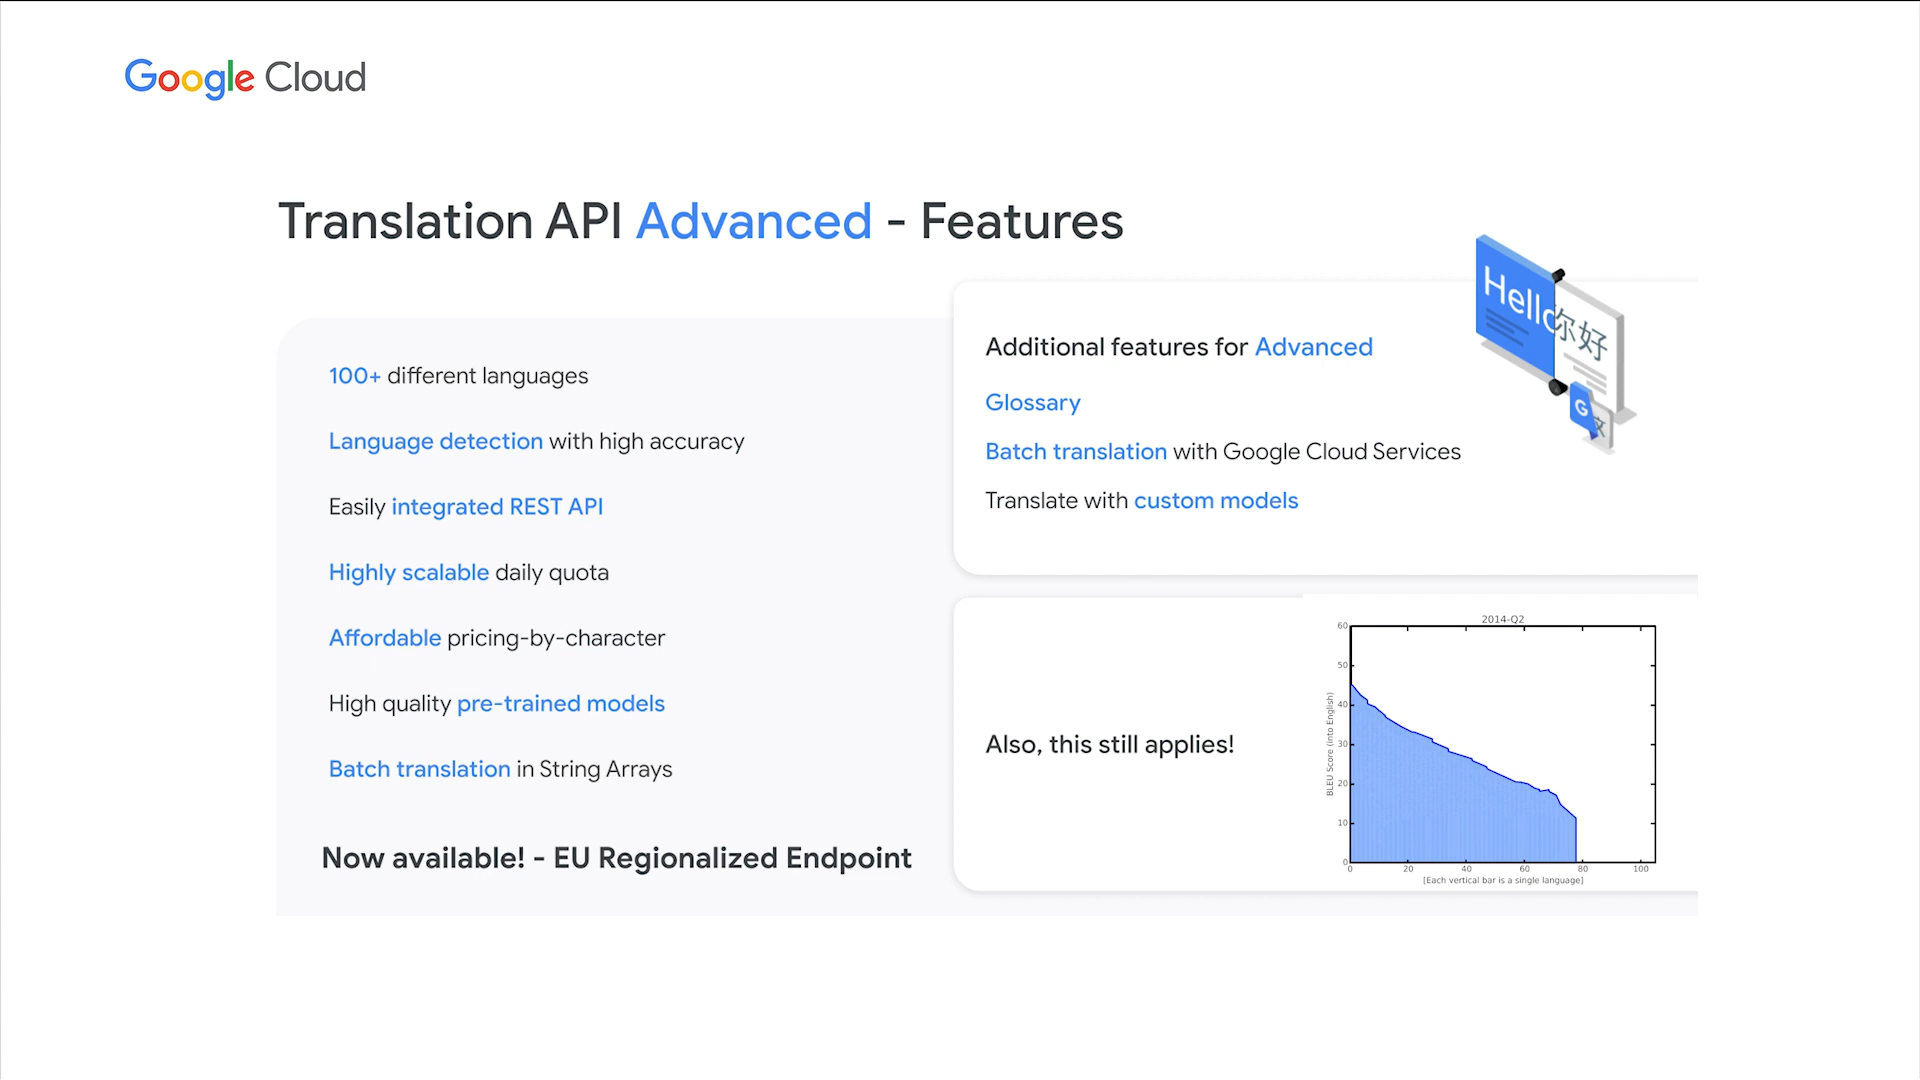 Google Cloud
Translation API Advanced - Features
100+ different languages
Language detection with high accuracy
Easily integrated REST API
Highly scalable daily quota
Affordable pricing-by-character
High quality pre-trained models
Batch translation in String Arrays
Now available! - EU Regionalized Endpoint
Additional features for Advanced
Glossary
Batch translation with Google Cloud Services
Translate with custom models
Hello
你好
G
文
Also, this still applies!
2014-Q2
BLEU Score (into English)
60
50
40
30
20
10
0
0 20 40 60 80 100
[Each vertical bar is a single language]